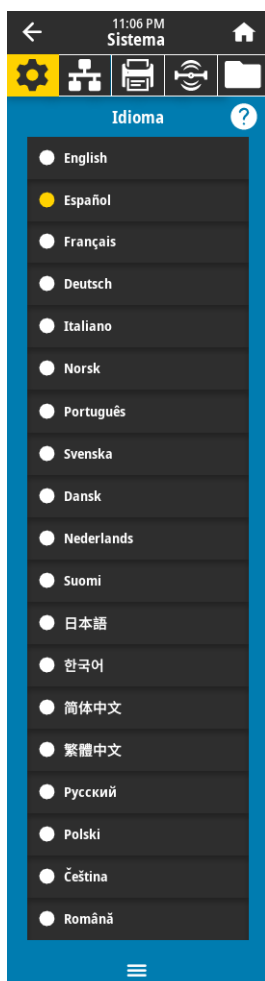 11:06 PM
Sistema
Idioma
?
English
Español
Français
Deutsch
Italiano
Norsk
Português
Svenska
Dansk
Nederlands
Suomi
日本語
한국어
简体中文
繁體中文
Русский
Polski
Čeština
Română